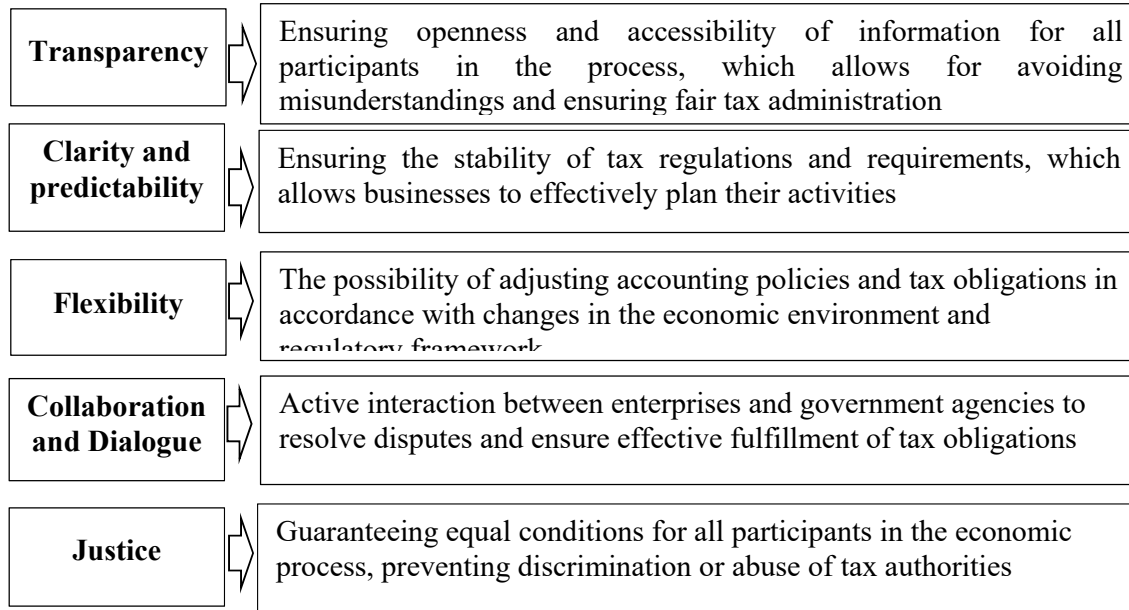 Transparency
Ensuring openness and accessibility of information for all
participants in the process, which allows for avoiding
misunderstandings and ensuring fair tax administration
Clarity and
predictability
Ensuring the stability of tax regulations and requirements, which
allows businesses to effectively plan their activities
Flexibility
The possibility of adjusting accounting policies and tax obligations in
accordance with changes in the economic environment and
regulatory framework
Collaboration
and Dialogue
Active interaction between enterprises and government agencies to
resolve disputes and ensure effective fulfillment of tax obligations
Justice
Guaranteeing equal conditions for all participants in the economic
process, preventing discrimination or abuse of tax authorities